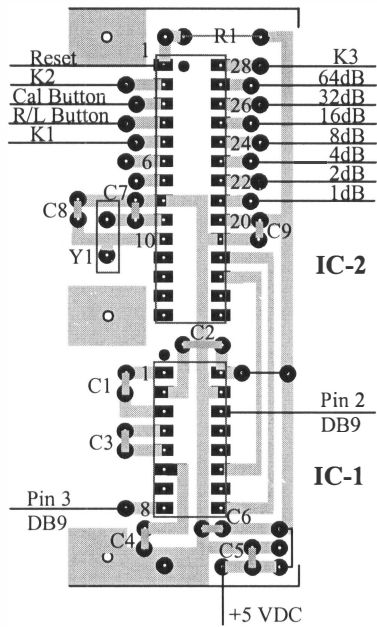 R1
1
Reset
28
K3
K2
64dB
Cal Button
26
32dB
R/L Button
16dB
K1
24
8dB
6
4dB
22
2dB
C7
1dB
C8
20
10
C9
Y1
IC-2
C2
1
C1
Pin 2
DB9
C3
IC-1
Pin 3
8
DB9
C6
C4
C5
+5 VDC